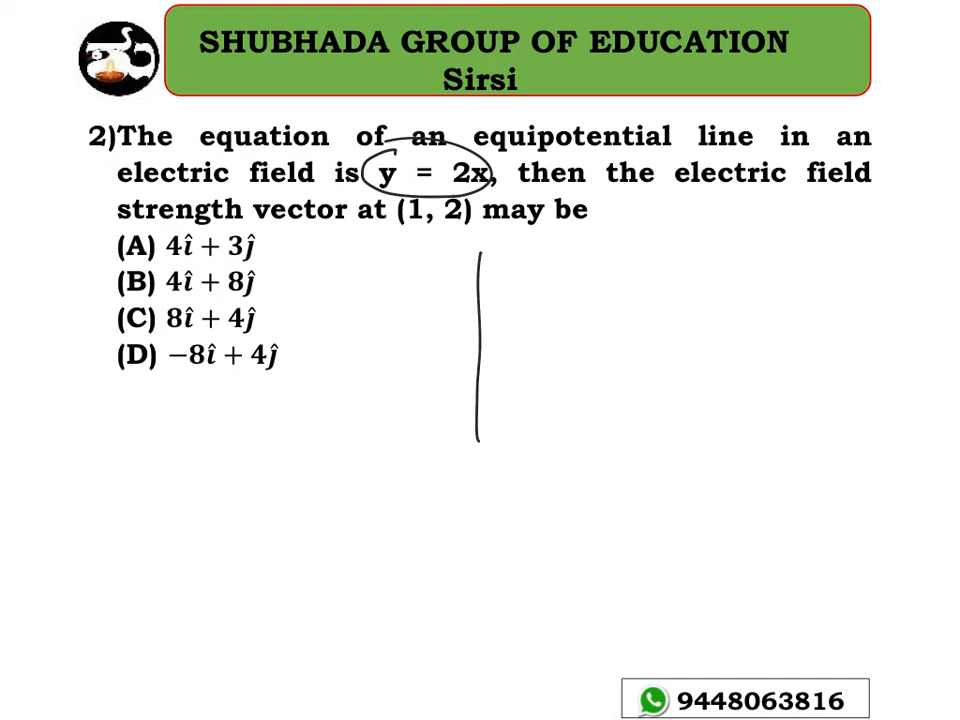 SHUBHADA GROUP OF EDUCATION
Sirsi
2)The equation of an equipotential line in an
electric field is y = 2x, then the electric field
strength vector at (1, 2) may be
(A) 4î + 3ĵ
(B) 4î + 8ĵ
(C) 8î + 4ĵ
(D) −8î + 4ĵ
9448063816